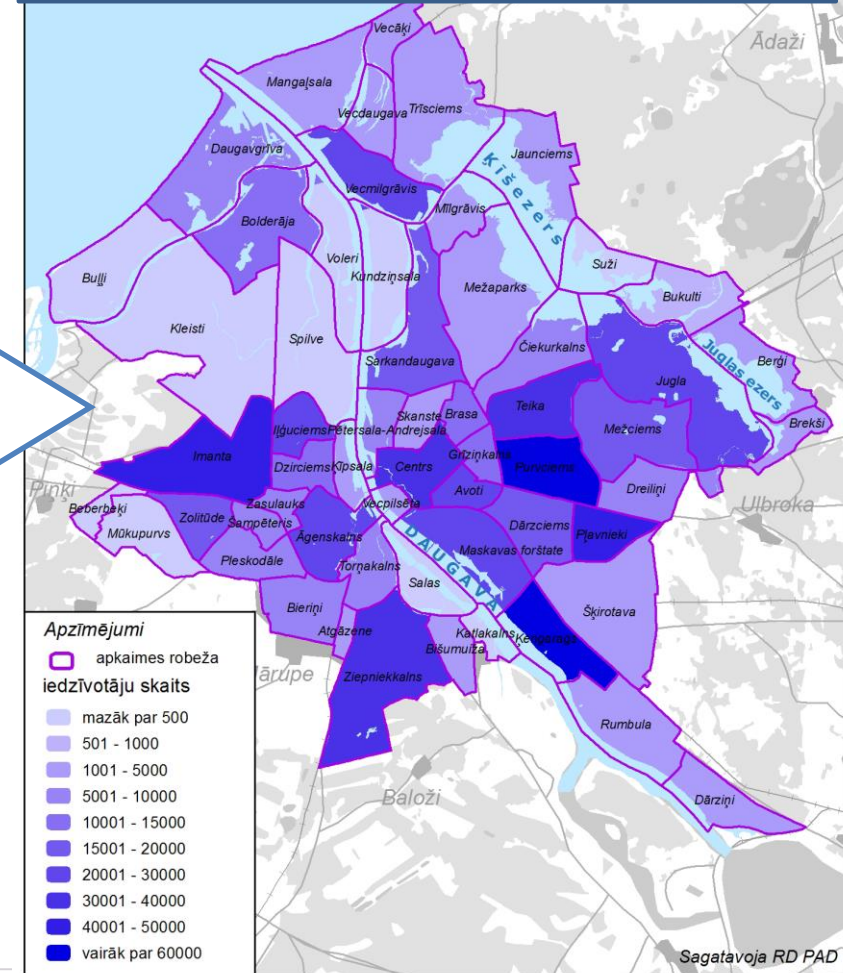 Vecāķi
Ādaži
Mangaļsala
Vecdaugava
Trīsciems
Daugavgrīva
Jaunciems
Ķīšezers
Vecmīlgrāvis
Mīlgrāvis
Bolderāja
Voleri
Suži
Kundziņsala
Buļļi
Mežaparks
Bukulti
Kleisti
Spilve
Čiekurkalns
Juglas ezers
Berģi
Sarkandaugava
Jugla
Skanste
Brasa
Teika
Brekši
Iļģuciems
Pētersala-Andrejsala
Mežciems
Imanta
Dzirciems
Ķīpsala
Centrs
Grīziņkalns
Purvciems
Dreiliņi
Piņķi
Avoti
Beberbeķi
Zasulauks
Vecpilsēta
Ulbroka
Zolitūde
Sampēteris
Dārzciems
Pļavnieki
Mūkupurvs
Āgenskalns
DAUGAVA
Maskavas forštate
Pleskodāle
Torņakalns
Salas
Bieriņi
Šķirotava
Atgāzene
Katlakalns
Ķengarags
Bišumuiža
Mārupe
Ziepniekkalns
Rumbula
Dārziņi
Baloži
Apzīmējumi
apkaimes robeža
iedzīvotāju skaits
mazāk par 500
501 - 1000
1001 - 5000
5001 - 10000
10001 - 15000
15001 - 20000
20001 - 30000
30001 - 40000
40001 - 50000
vairāk par 60000
Sagatavoja RD PAD